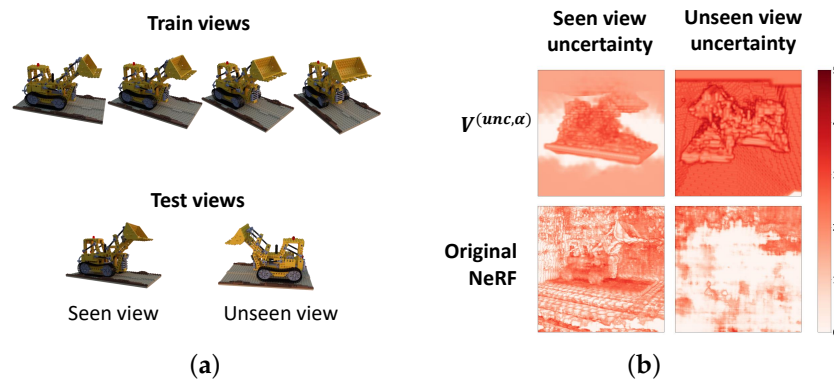 Train views
Test views
Seen view
Unseen view
(a)
Seen view
uncertainty
Unseen view
uncertainty
V(unc,α)
Original
NeRF
(b)